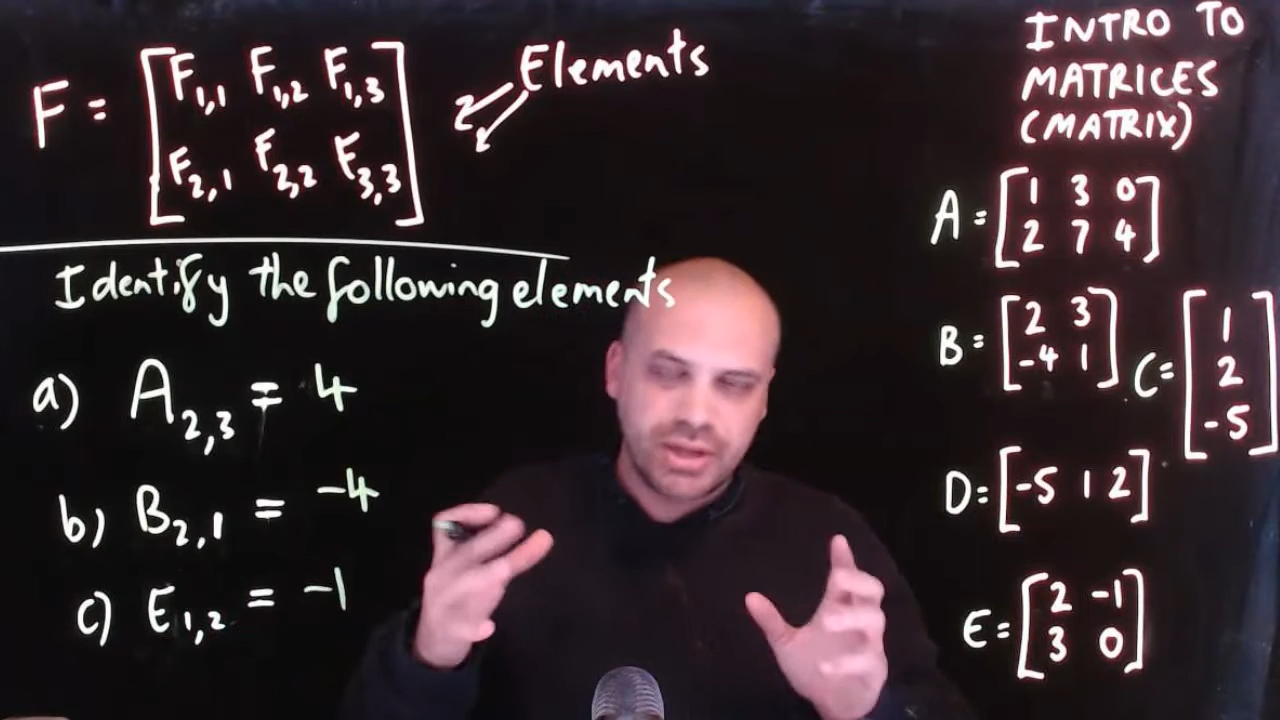 F = [F1,1 F1,2 F1,3
F2,1 F2,2 F3,3]
Elements
Identify the following elements
a) A2,3 = 4
b) B2,1 = -4
c) E1,2 = -1
INTRO TO
MATRICES
(MATRIX)
A = [1 3 0
2 7 4]
B = [2 3
-4 1]
C = [1
2
-5]
D = [-5 1 2]
E = [2 -1
3 0]